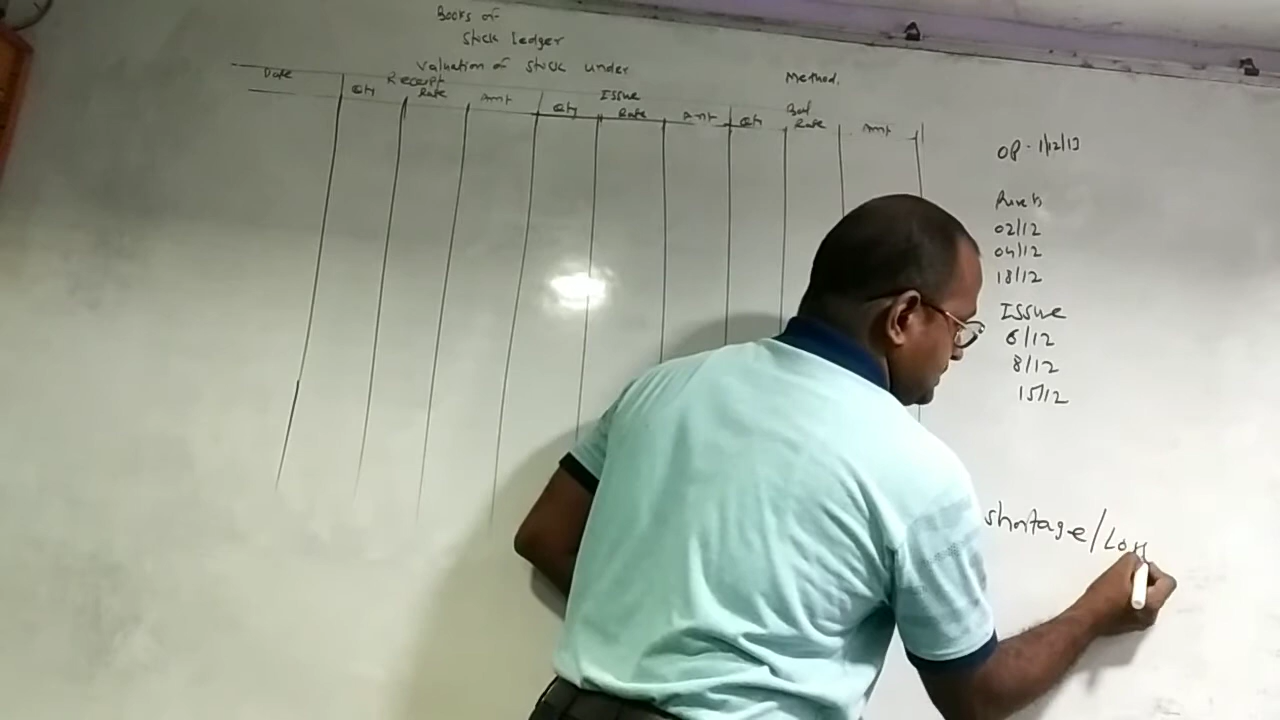 Books of
Stock Ledger
Valuation of stock under Method.
Date Receipt Issue Bal
Qty Rate Amt Qty Rate Amt Qty Rate Amt
OP - 1/12/13
02/12
04/12
18/12
Issue
6/12
8/12
15/12
shortage/Los